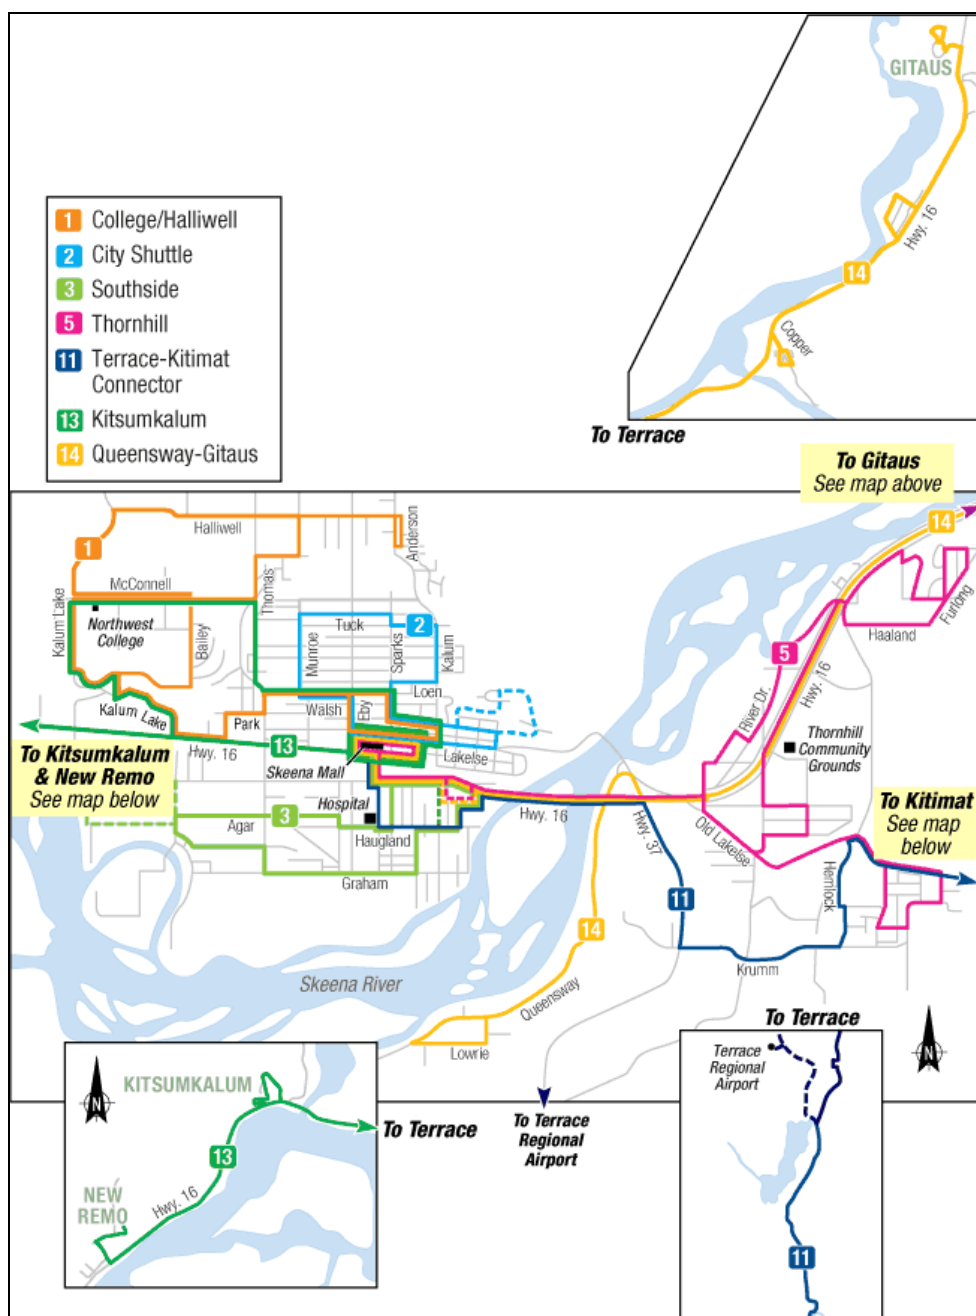 GITAUS
Hwy. 16
14
Copper
To Terrace
1 College/Halliwell
2 City Shuttle
3 Southside
5 Thornhill
11 Terrace-Kitimat
Connector
13 Kitsumkalum
14 Queensway-Gitaus
To Gitaus
See map above
14
Halliwell
Anderson
1
McConnell
Thomas
Kalum Lake
Northwest
College
Bailey
Tuck
2
Munroe
Sparks
Kalum
Loen
Furlong
Haaland
5
River Dr.
Hwy. 16
Kalum Lake
Park
Walsh
Eby
Lakelse
To Kitsumkalum
& New Remo
See map below
Hwy. 16
13
Skeena Mall
Thornhill
Community
Grounds
Hospital
3
Agar
Haugland
Graham
Hwy. 16
Hwy. 37
Old Lakelse
To Kitimat
See map
below
Hemlock
11
14
Krumm
Skeena River
Queensway
Lowrie
To Terrace
Terrace
Regional
Airport
N
N
KITSUMKALUM
To Terrace
To Terrace
Regional
Airport
13
Hwy. 16
NEW
REMO
11